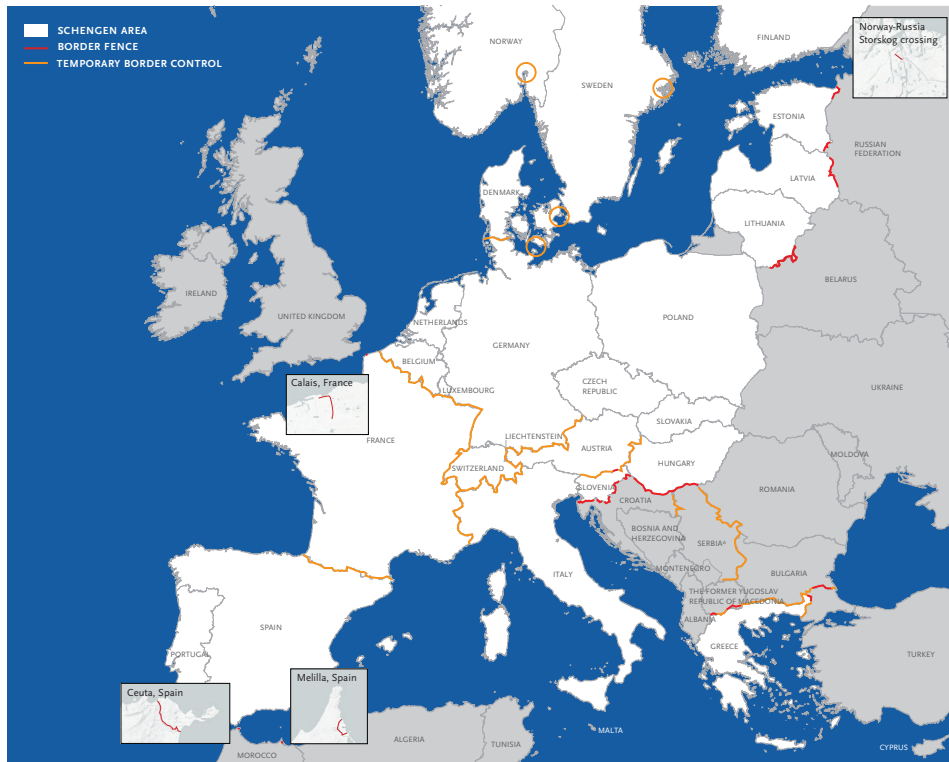 SCHENGEN AREA
BORDER FENCE
TEMPORARY BORDER CONTROL
Norway-Russia
Storskog crossing
NORWAY
FINLAND
SWEDEN
ESTONIA
RUSSIAN
FEDERATION
LATVIA
DENMARK
LITHUANIA
BELARUS
IRELAND
UNITED KINGDOM
NETHERLANDS
POLAND
GERMANY
BELGIUM
Calais, France
LUXEMBOURG
CZECH
REPUBLIC
UKRAINE
SLOVAKIA
FRANCE
LIECHTENSTEIN
AUSTRIA
MOLDOVA
SWITZERLAND
HUNGARY
SLOVENIA
CROATIA
ROMANIA
BOSNIA AND
HERZEGOVINA
SERBIA*
MONTENEGRO
BULGARIA
ITALY
THE FORMER YUGOSLAV
REPUBLIC OF MACEDONIA
ALBANIA
SPAIN
PORTUGAL
GREECE
TURKEY
Melilla, Spain
Ceuta, Spain
MALTA
ALGERIA
TUNISIA
MOROCCO
CYPRUS